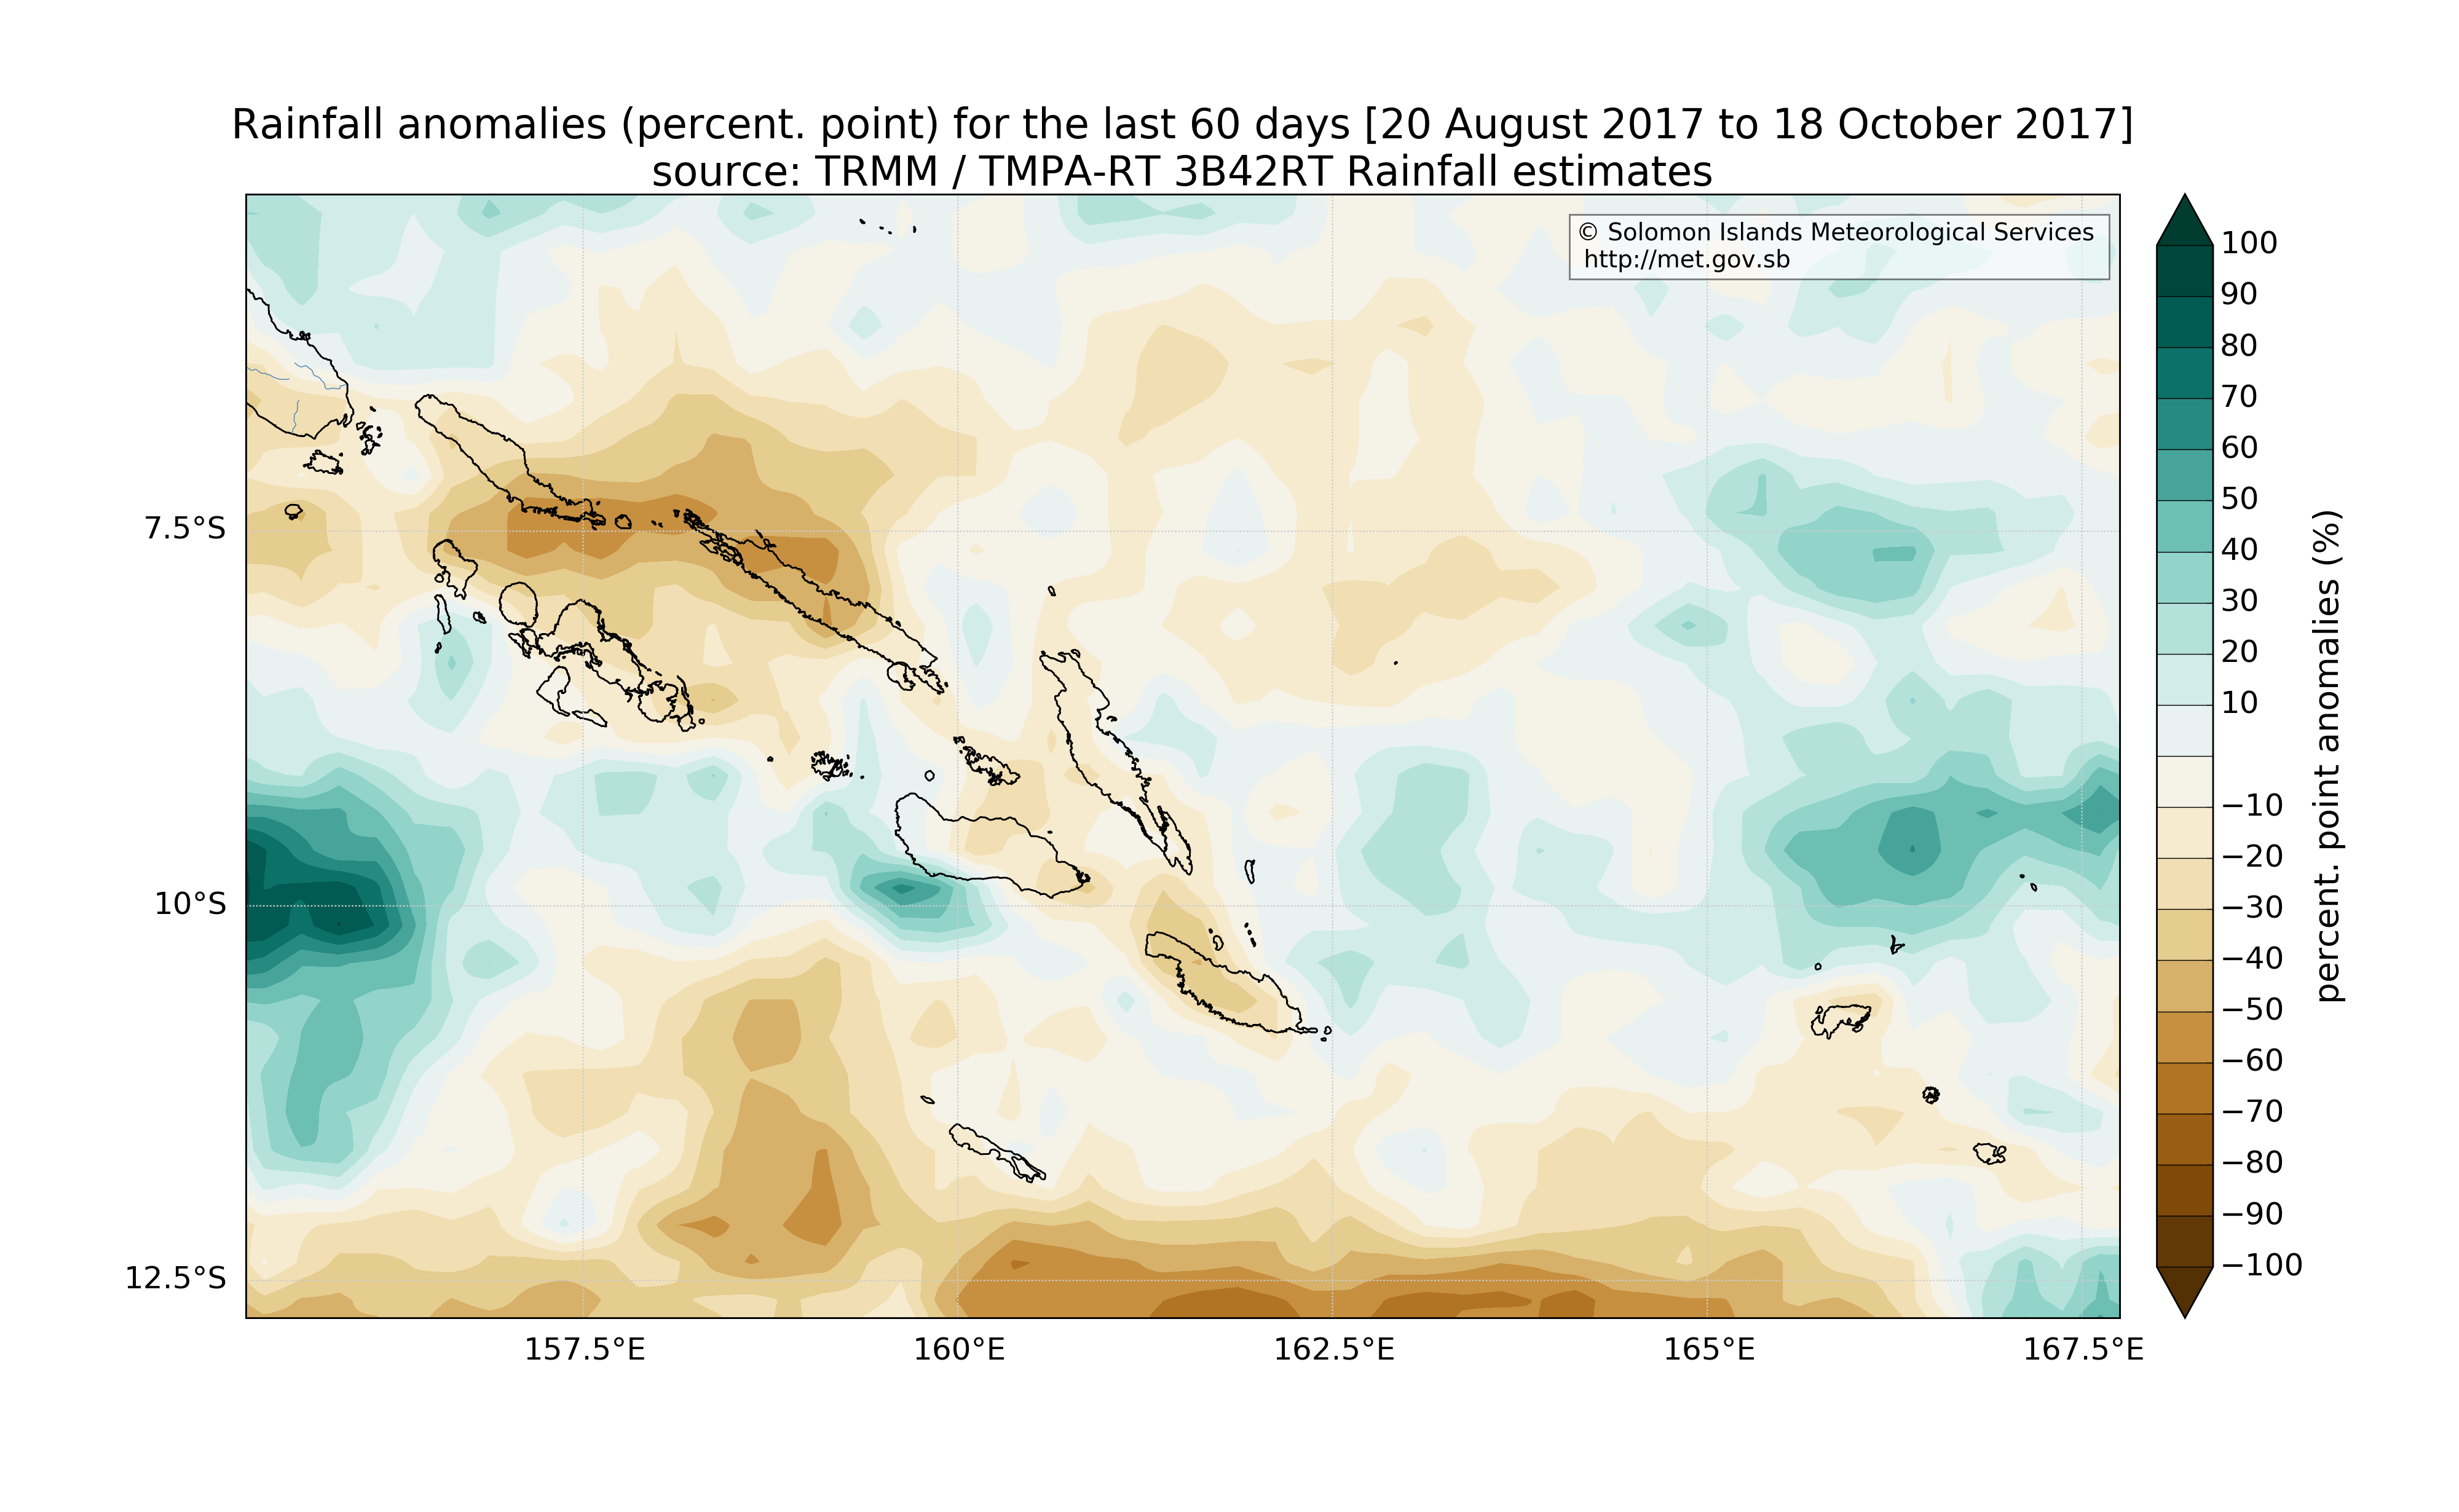 Rainfall anomalies (percent. point) for the last 60 days [20 August 2017 to 18 October 2017]
source: TRMM / TMPA-RT 3B42RT Rainfall estimates
© Solomon Islands Meteorological Services
http://met.gov.sb
7.5°S
10°S
12.5°S
157.5°E
160°E
162.5°E
165°E
167.5°E
100
90
80
70
60
50
40
30
20
10
−10
−20
−30
−40
−50
−60
−70
−80
−90
−100
percent. point anomalies (%)